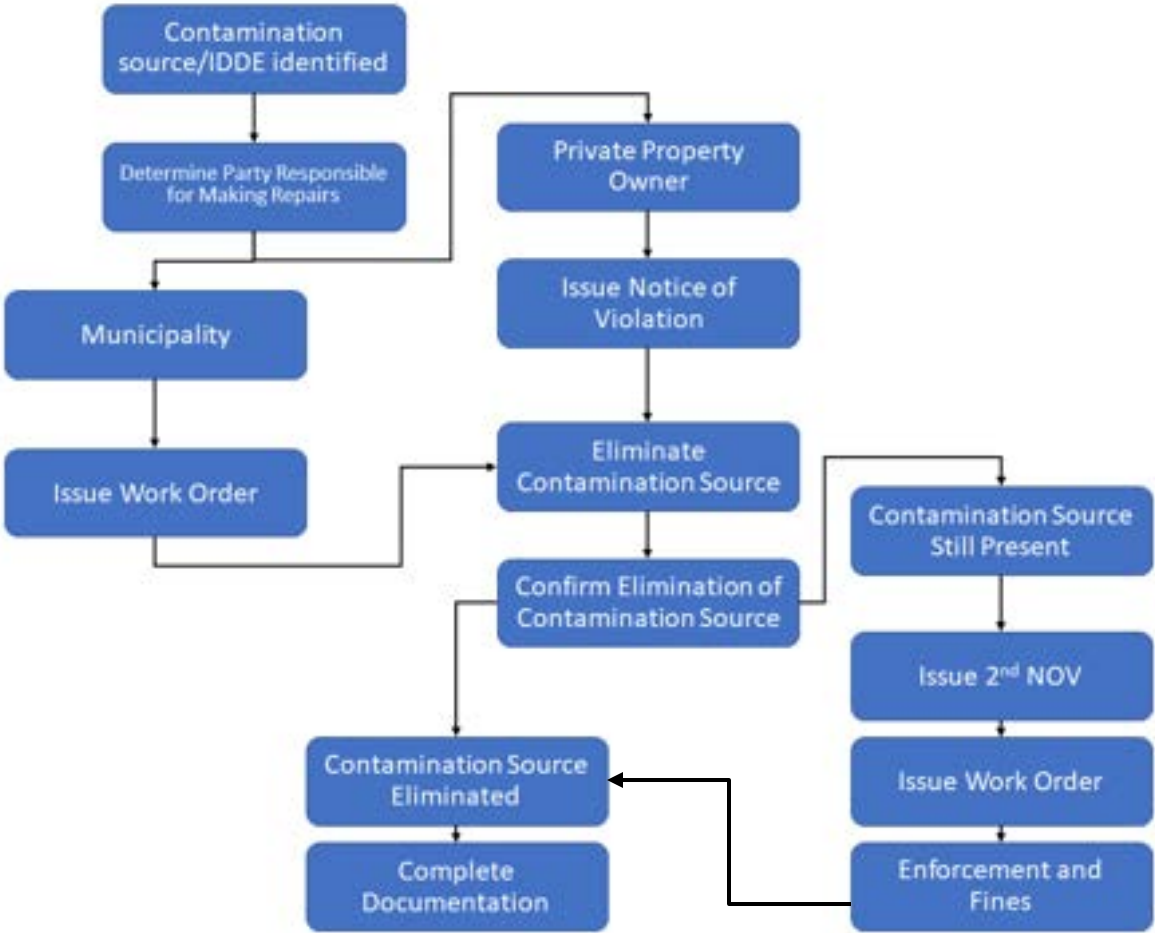 Contamination
source/IDDE identified
Determine Party Responsible
for Making Repairs
Private Property
Owner
Issue Notice of
Violation
Municipality
Issue Work Order
Eliminate
Contamination Source
Confirm Elimination of
Contamination Source
Contamination Source
Still Present
Issue 2nd NOV
Issue Work Order
Enforcement and
Fines
Contamination Source
Eliminated
Complete
Documentation